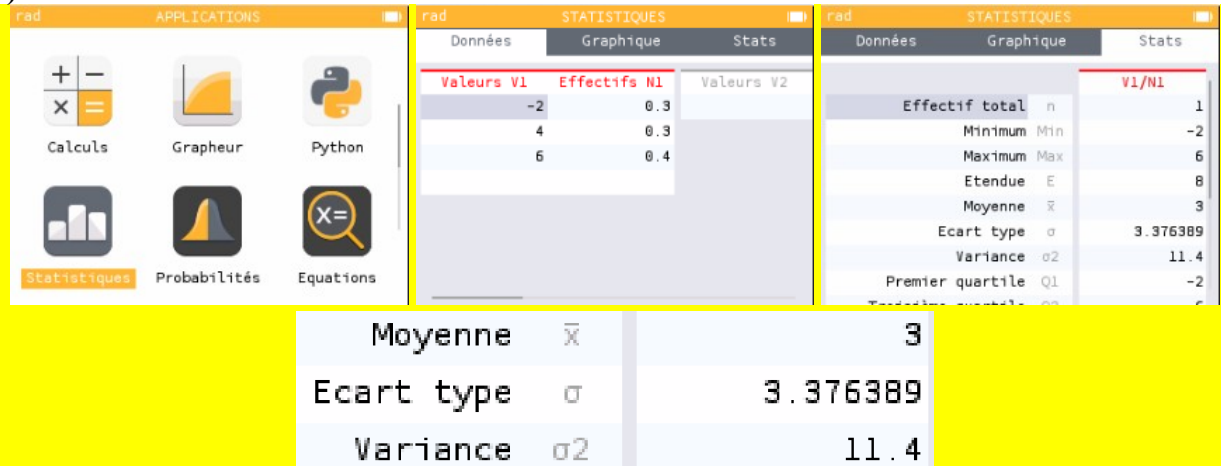 )
rad APPLICATIONS
+ −
× =
Calculs Grapheur Python
X=
Statistiques Probabilités Equations
rad STATISTIQUES
Données Graphique Stats
Valeurs V1 Effectifs N1 Valeurs V2
-2 0.3
4 0.3
6 0.4
rad STATISTIQUES
Données Graphique Stats
V1/N1
Effectif total n 1
Minimum Min -2
Maximum Max 6
Etendue E 8
Moyenne x̅ 3
Ecart type σ 3.376389
Variance σ2 11.4
Premier quartile Q1 -2
Moyenne x̅ 3
Ecart type σ 3.376389
Variance σ2 11.4